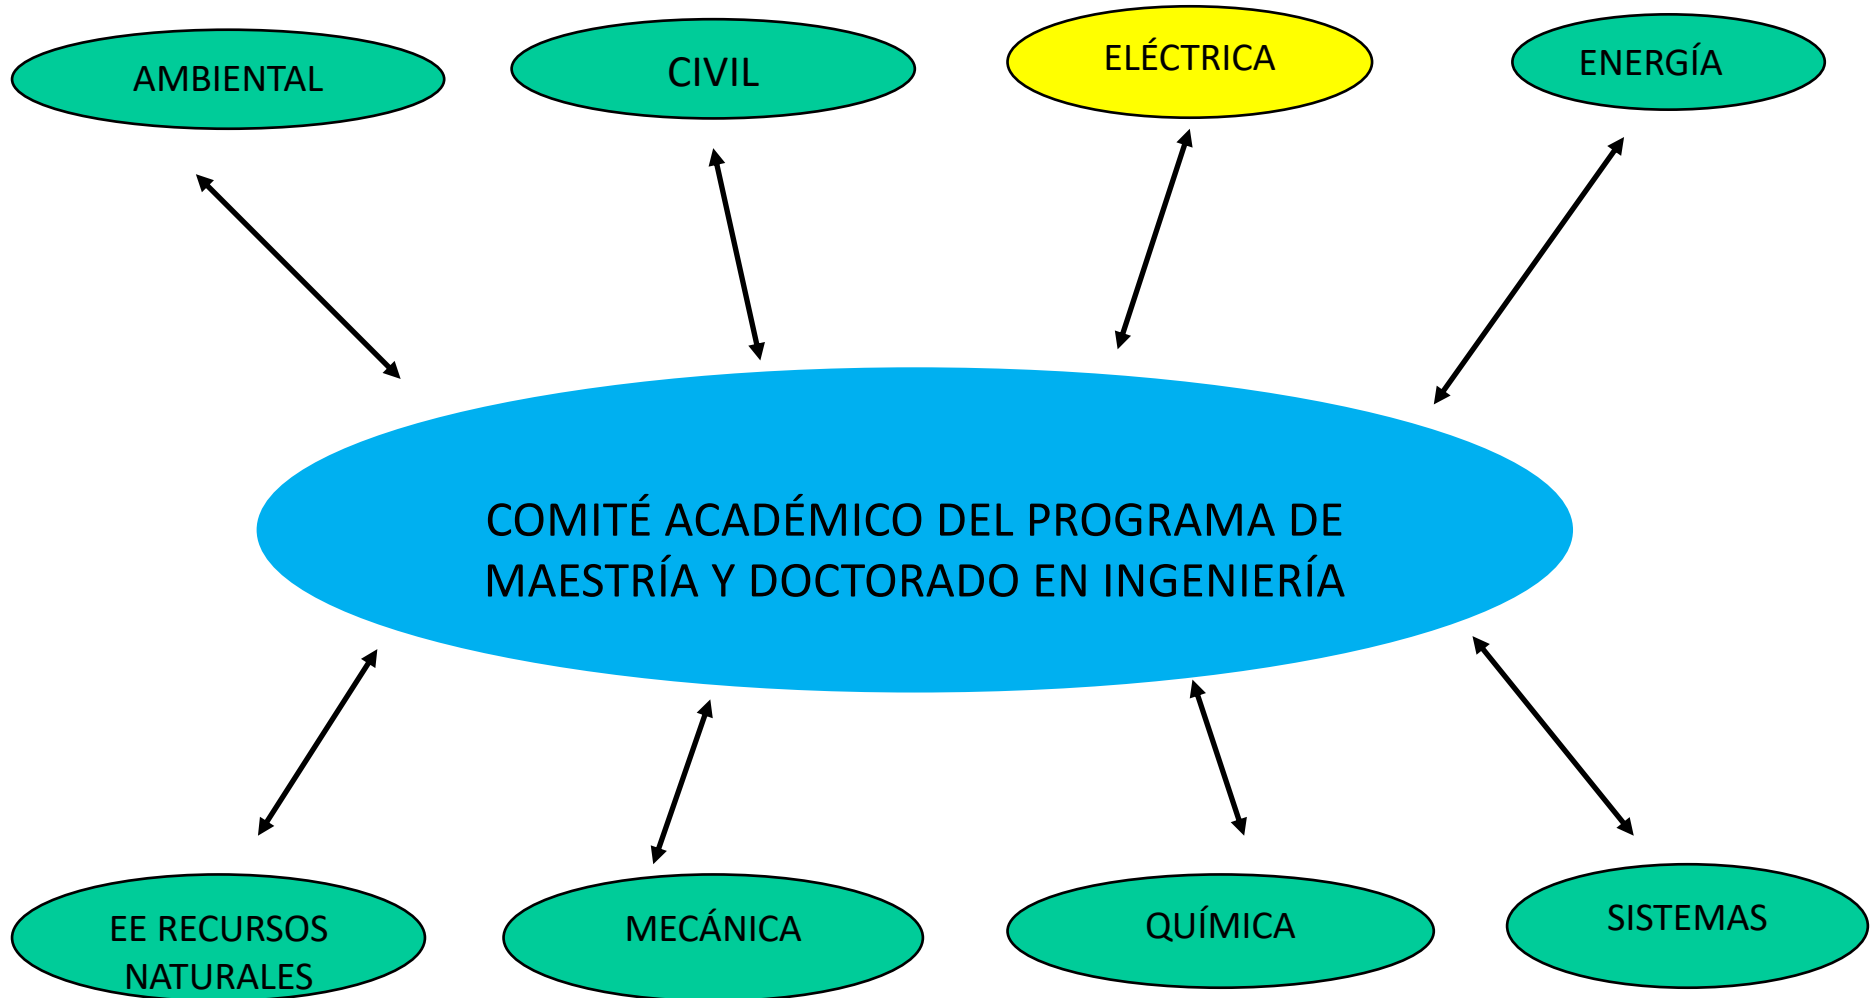 AMBIENTAL
CIVIL
ELÉCTRICA
ENERGÍA
COMITÉ ACADÉMICO DEL PROGRAMA DE
MAESTRÍA Y DOCTORADO EN INGENIERÍA
EE RECURSOS
NATURALES
MECÁNICA
QUÍMICA
SISTEMAS